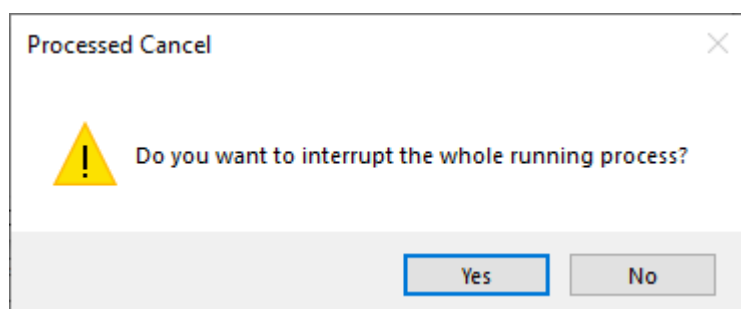 Processed Cancel
Do you want to interrupt the whole running process?
Yes
No